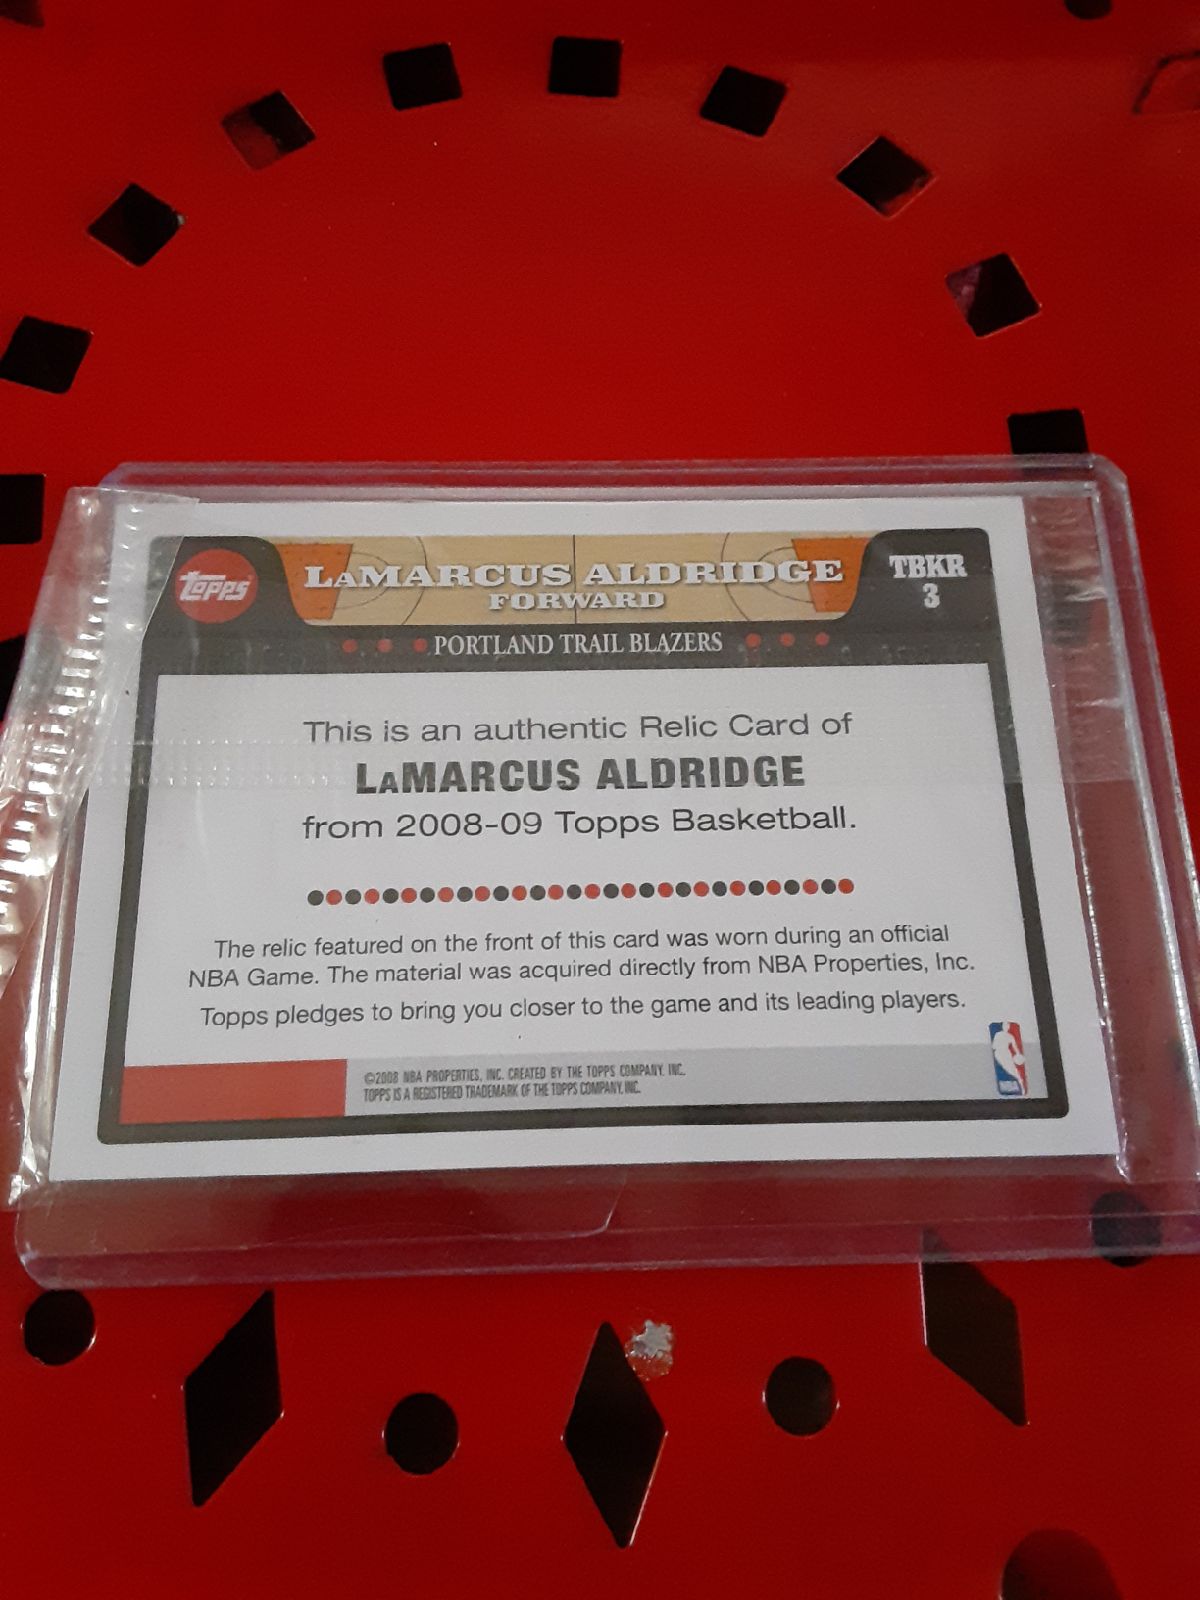 topps
LaMARCUS ALDRIDGE
FORWARD
TBKR
3
PORTLAND TRAIL BLAZERS
This is an authentic Relic Card of
LaMARCUS ALDRIDGE
from 2008-09 Topps Basketball.
The relic featured on the front of this card was worn during an official
NBA Game. The material was acquired directly from NBA Properties, Inc.
Topps pledges to bring you closer to the game and its leading players.
©2008 NBA PROPERTIES, INC. CREATED BY THE TOPPS COMPANY, INC.
TOPPS IS A REGISTERED TRADEMARK OF THE TOPPS COMPANY, INC.
NBA